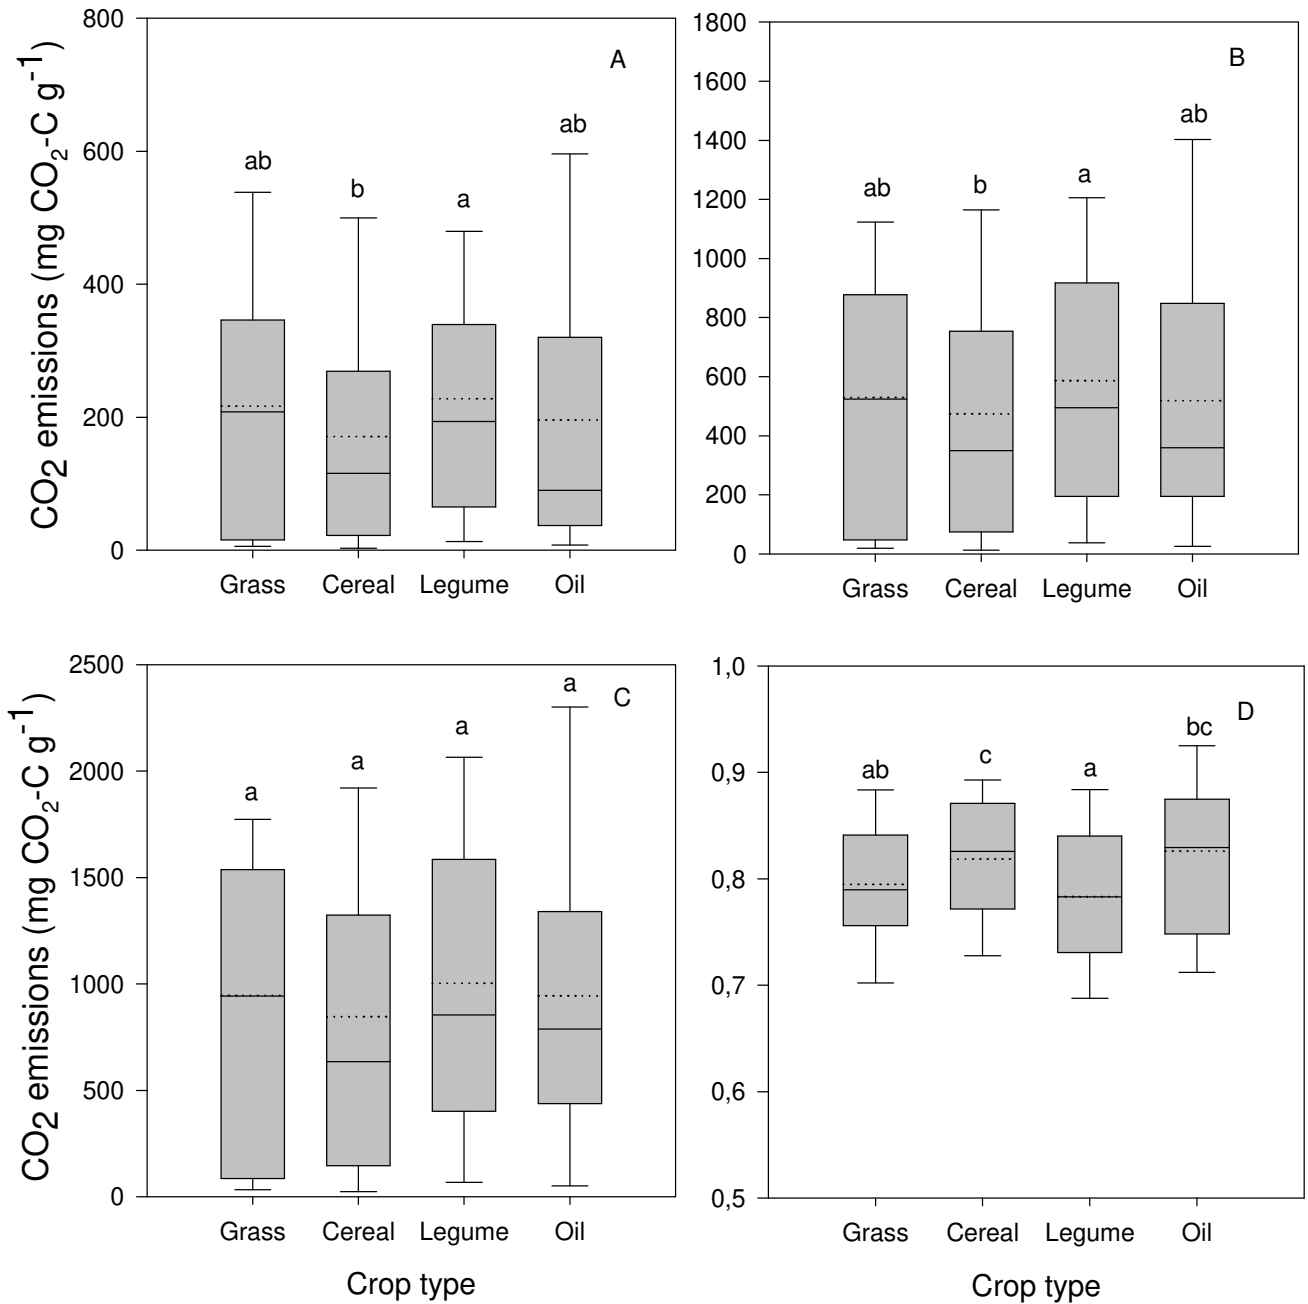 A
CO2 emissions (mg CO2-C g-1)
800
600
400
200
0
ab
b
a
ab
Grass Cereal Legume Oil
B
1800
1600
1400
1200
1000
800
600
400
200
0
ab
b
a
ab
Grass Cereal Legume Oil
C
CO2 emissions (mg CO2-C g-1)
2500
2000
1500
1000
500
0
a
a
a
a
Grass Cereal Legume Oil
Crop type
D
1,0
0,9
0,8
0,7
0,6
0,5
ab
c
a
bc
Grass Cereal Legume Oil
Crop type